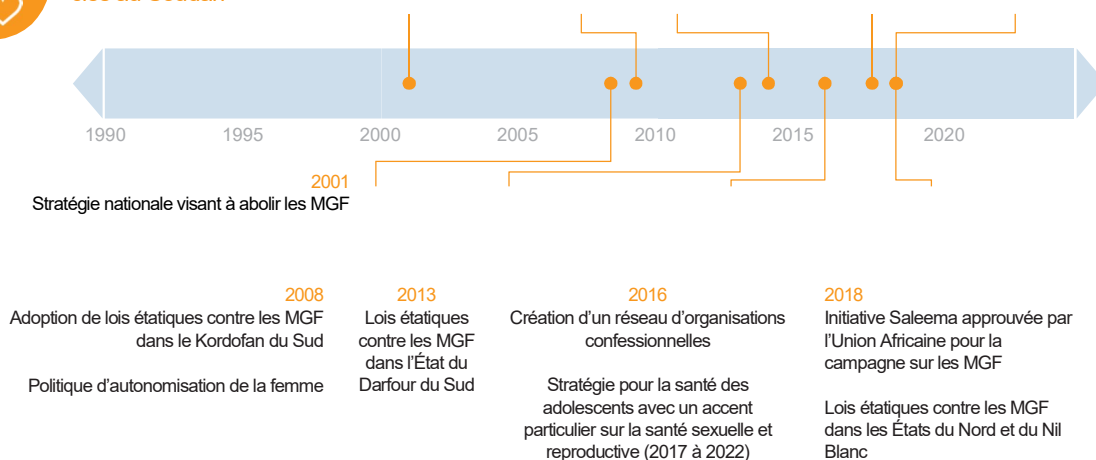 1990
1995
2000
2005
2010
2015
2020
2001
Stratégie nationale visant à abolir les MGF
2008
Adoption de lois étatiques contre les MGF
dans le Kordofan du Sud
Politique d'autonomisation de la femme
2013
Lois étatiques
contre les MGF
dans l'État du
Darfour du Sud
2016
Création d'un réseau d'organisations
confessionnelles
Stratégie pour la santé des
adolescents avec un accent
particulier sur la santé sexuelle et
reproductive (2017 à 2022)
2018
Initiative Saleema approuvée par
l'Union Africaine pour la
campagne sur les MGF
Lois étatiques contre les MGF
dans les États du Nord et du Nil
Blanc